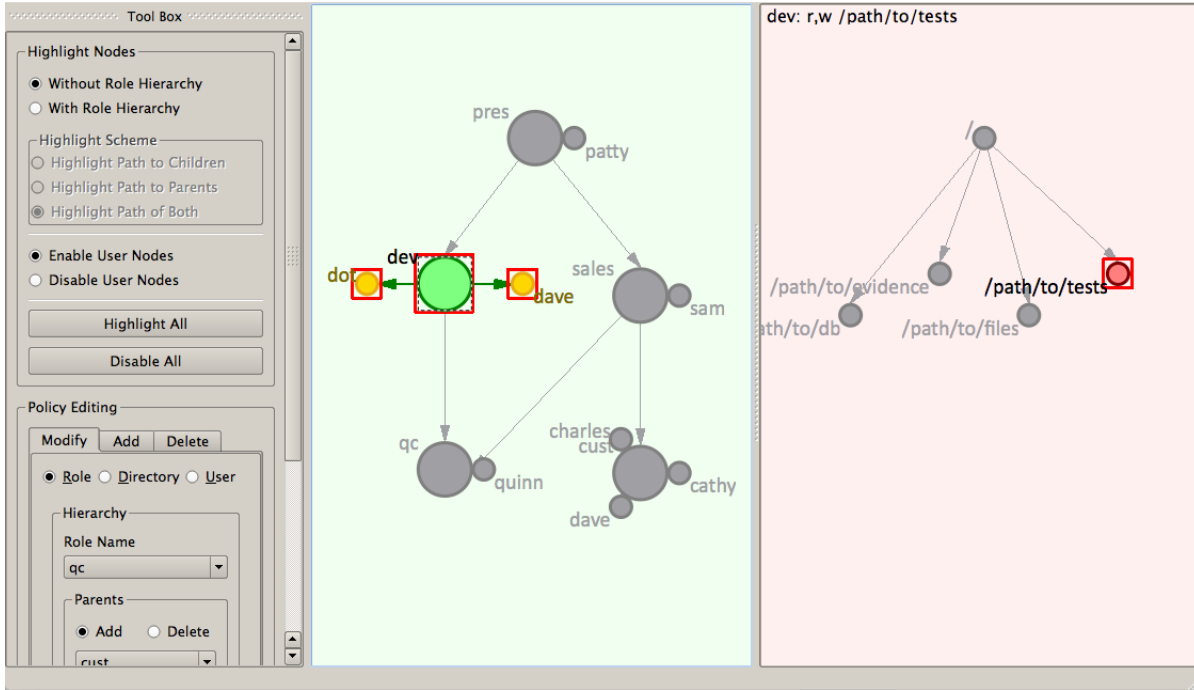 Tool Box
Highlight Nodes
Without Role Hierarchy
With Role Hierarchy
Highlight Scheme
Highlight Path to Children
Highlight Path to Parents
Highlight Path of Both
Enable User Nodes
Disable User Nodes
Highlight All
Disable All
Policy Editing
Modify Add Delete
Role Directory User
Hierarchy
Role Name
qc
Parents
Add Delete
cust
pres
patty
dev
dot
dave
sales
sam
qc
quinn
charles
cust
cathy
dave
dev: r,w /path/to/tests
/
/path/to/evidence
/path/to/tests
ath/to/db
/path/to/files